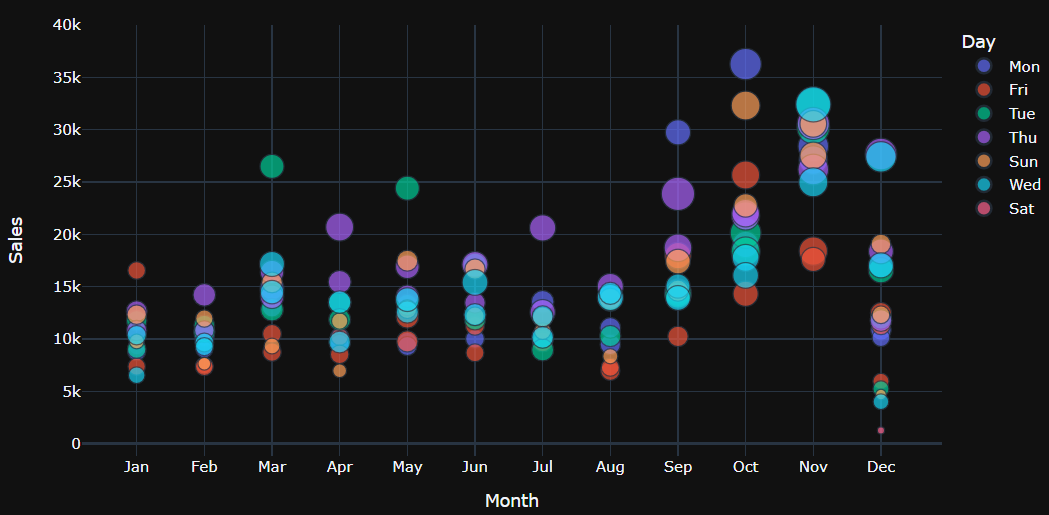 40k
35k
30k
25k
20k
15k
10k
5k
0
Sales
Jan Feb Mar Apr May Jun Jul Aug Sep Oct Nov Dec
Month
Day
Mon
Fri
Tue
Thu
Sun
Wed
Sat